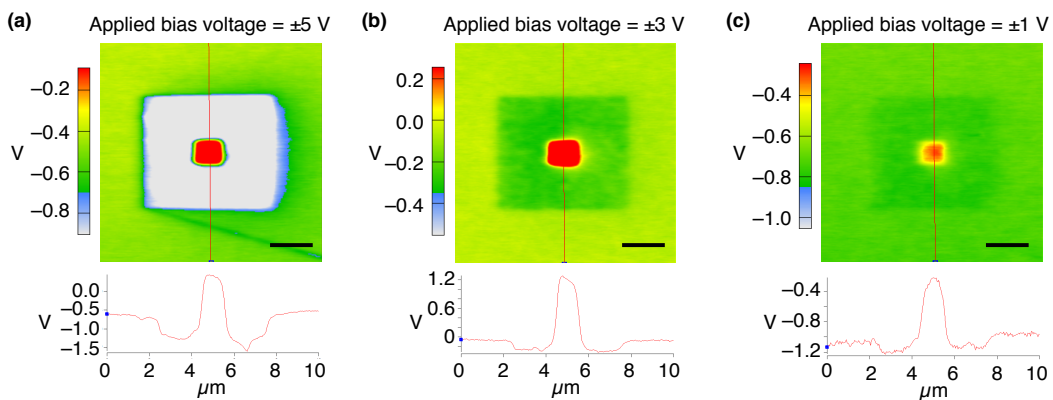 (a) Applied bias voltage = ±5 V
V
−0.2
−0.4
−0.6
−0.8
V
0.0
−0.5
−1.0
−1.5
0 2 4 6 8 10
µm
(b) Applied bias voltage = ±3 V
V
0.2
0.0
−0.2
−0.4
V
1.2
0.6
0
0 2 4 6 8 10
µm
(c) Applied bias voltage = ±1 V
V
−0.4
−0.6
−0.8
−1.0
V
−0.4
−0.8
−1.2
0 2 4 6 8 10
µm